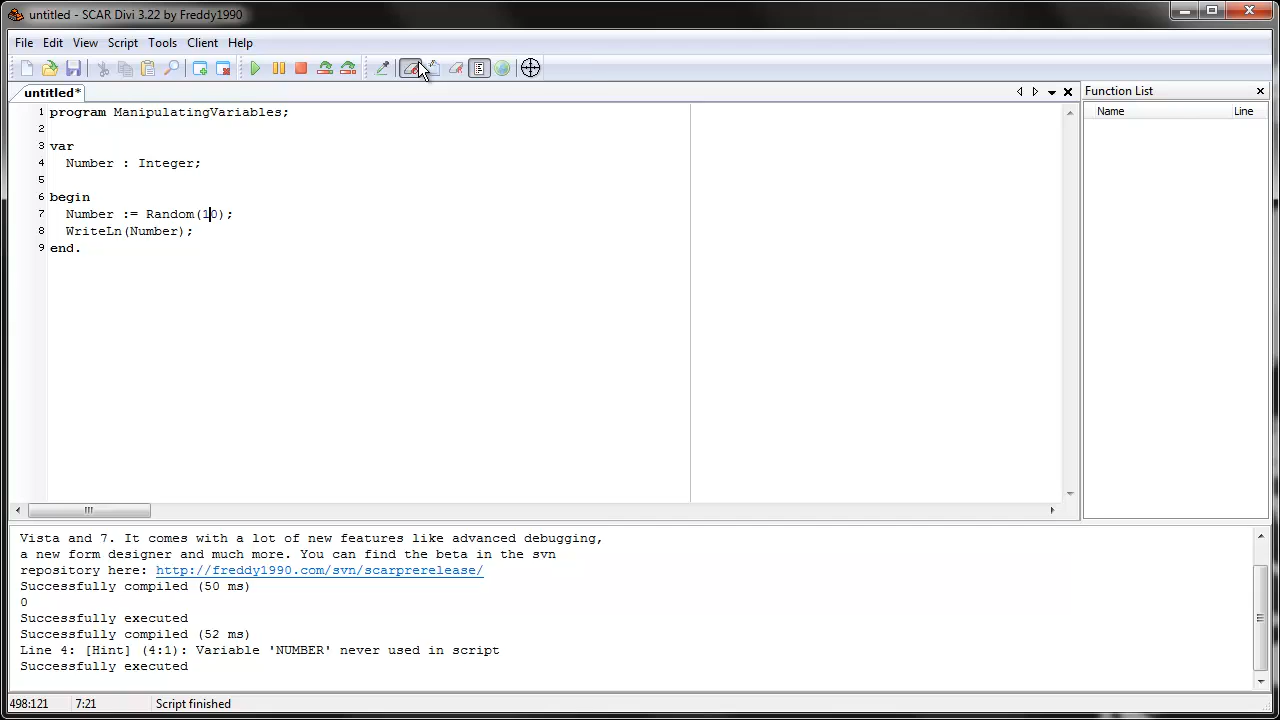 untitled - SCAR Divi 3.22 by Freddy1990
File Edit View Script Tools Client Help
untitled*
Function List
Name Line
1 program ManipulatingVariables;
2
3 var
4 Number : Integer;
5
6 begin
7 Number := Random(10);
8 WriteLn(Number);
9 end.
Vista and 7. It comes with a lot of new features like advanced debugging,
a new form designer and much more. You can find the beta in the svn
repository here: http://freddy1990.com/svn/scarprerelease/
Successfully compiled (50 ms)
0
Successfully executed
Successfully compiled (52 ms)
Line 4: [Hint] (4:1): Variable 'NUMBER' never used in script
Successfully executed
498:121 7:21 Script finished